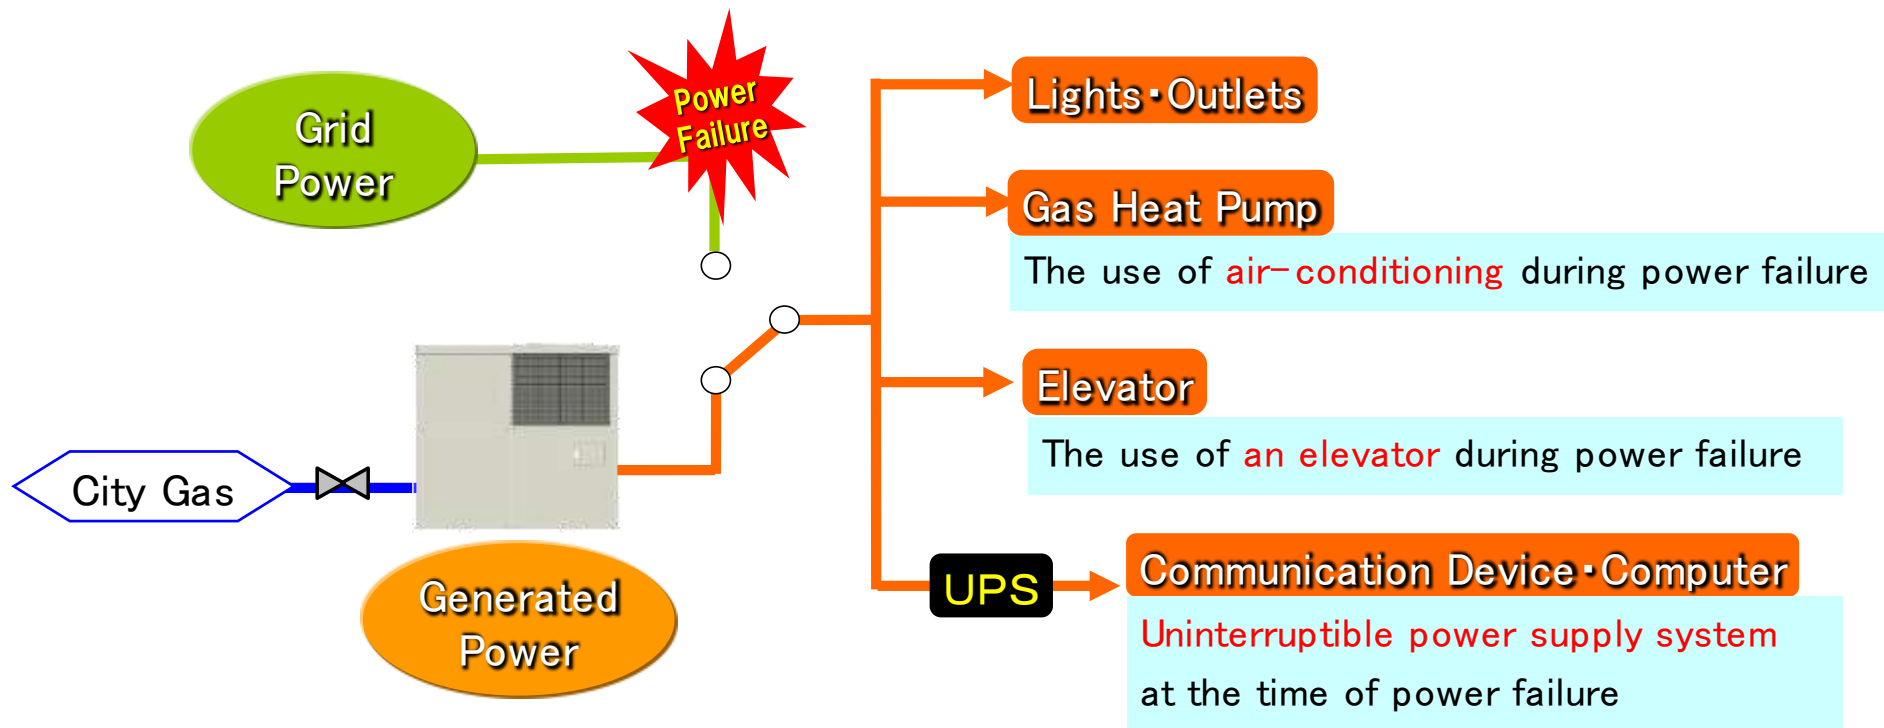 Grid
Power
Power
Failure
Lights・Outlets
Gas Heat Pump
The use of air-conditioning during power failure
Elevator
The use of an elevator during power failure
City Gas
Generated
Power
UPS
Communication Device・Computer
Uninterruptible power supply system
at the time of power failure